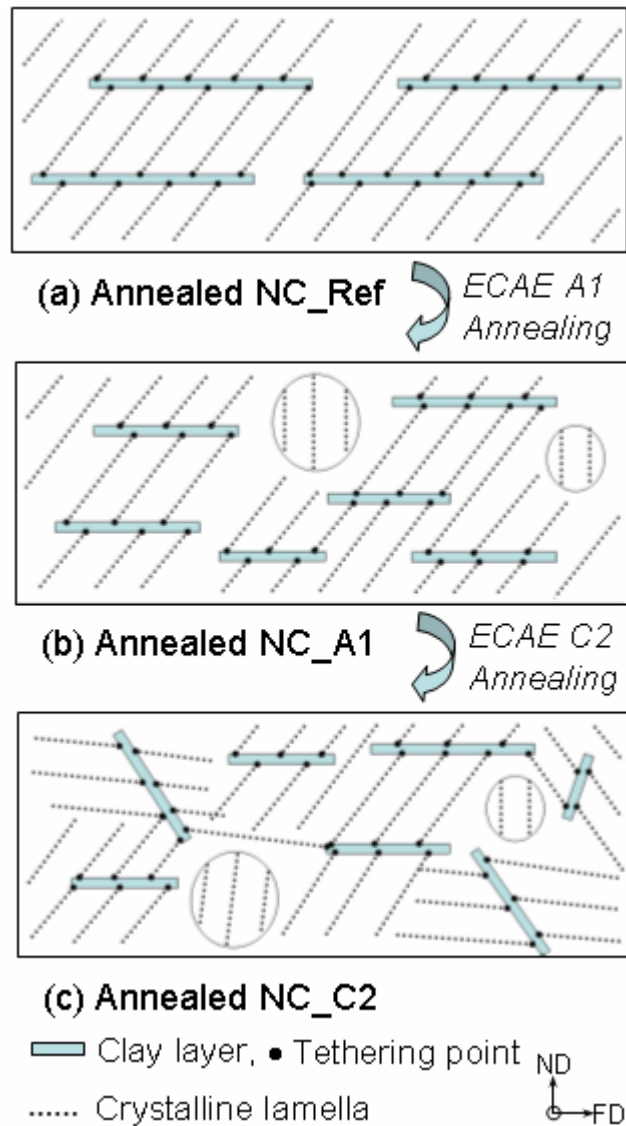 (a) Annealed NC_Ref
ECAE A1
Annealing
(b) Annealed NC_A1
ECAE C2
Annealing
(c) Annealed NC_C2
Clay layer, • Tethering point
Crystalline lamella
ND
FD